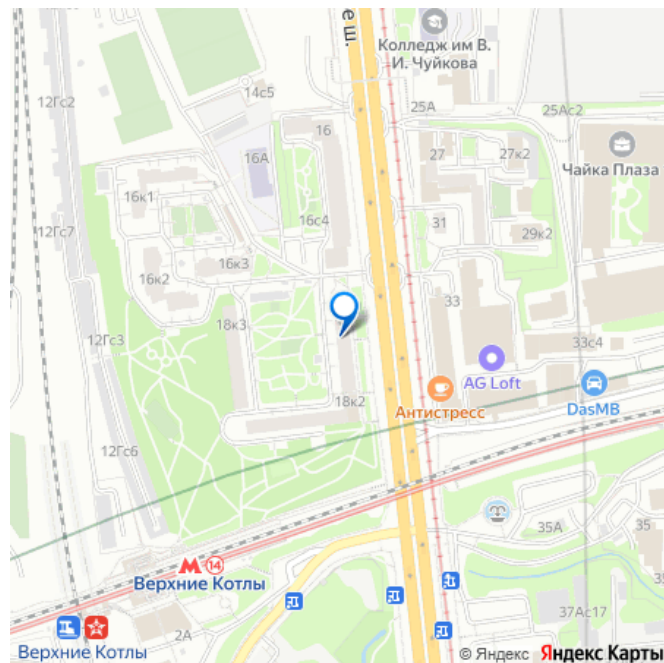 е ш.
Колледж им В.
И. Чуйкова
12Гс2
14с5
25А
25Ас2
16
27
27к2
16А
Чайка Плаза
16к1
16с4
31
12Гс7
29к2
16к3
16к2
33
18к3
12Гс3
33с4
AG Loft
18к2
Антистресс
DasMB
12Гс6
35А
35
14
Верхние Котлы
37Ас17
2А
Верхние Котлы
© Яндекс Яндекс Карты